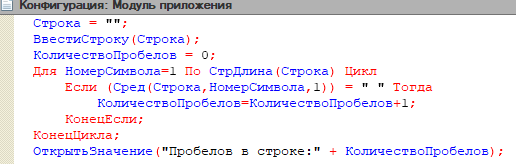 Конфигурация: Модуль приложения
Строка = "";
ВвестиСтроку(Строка);
КоличествоПробелов = 0;
Для НомерСимвола=1 По СтрДлина(Строка) Цикл
Если (Сред(Строка,НомерСимвола,1)) = " " Тогда
КоличествоПробелов=КоличествоПробелов+1;
КонецЕсли;
КонецЦикла;
ОткрытьЗначение("Пробелов в строке:" + КоличествоПробелов);